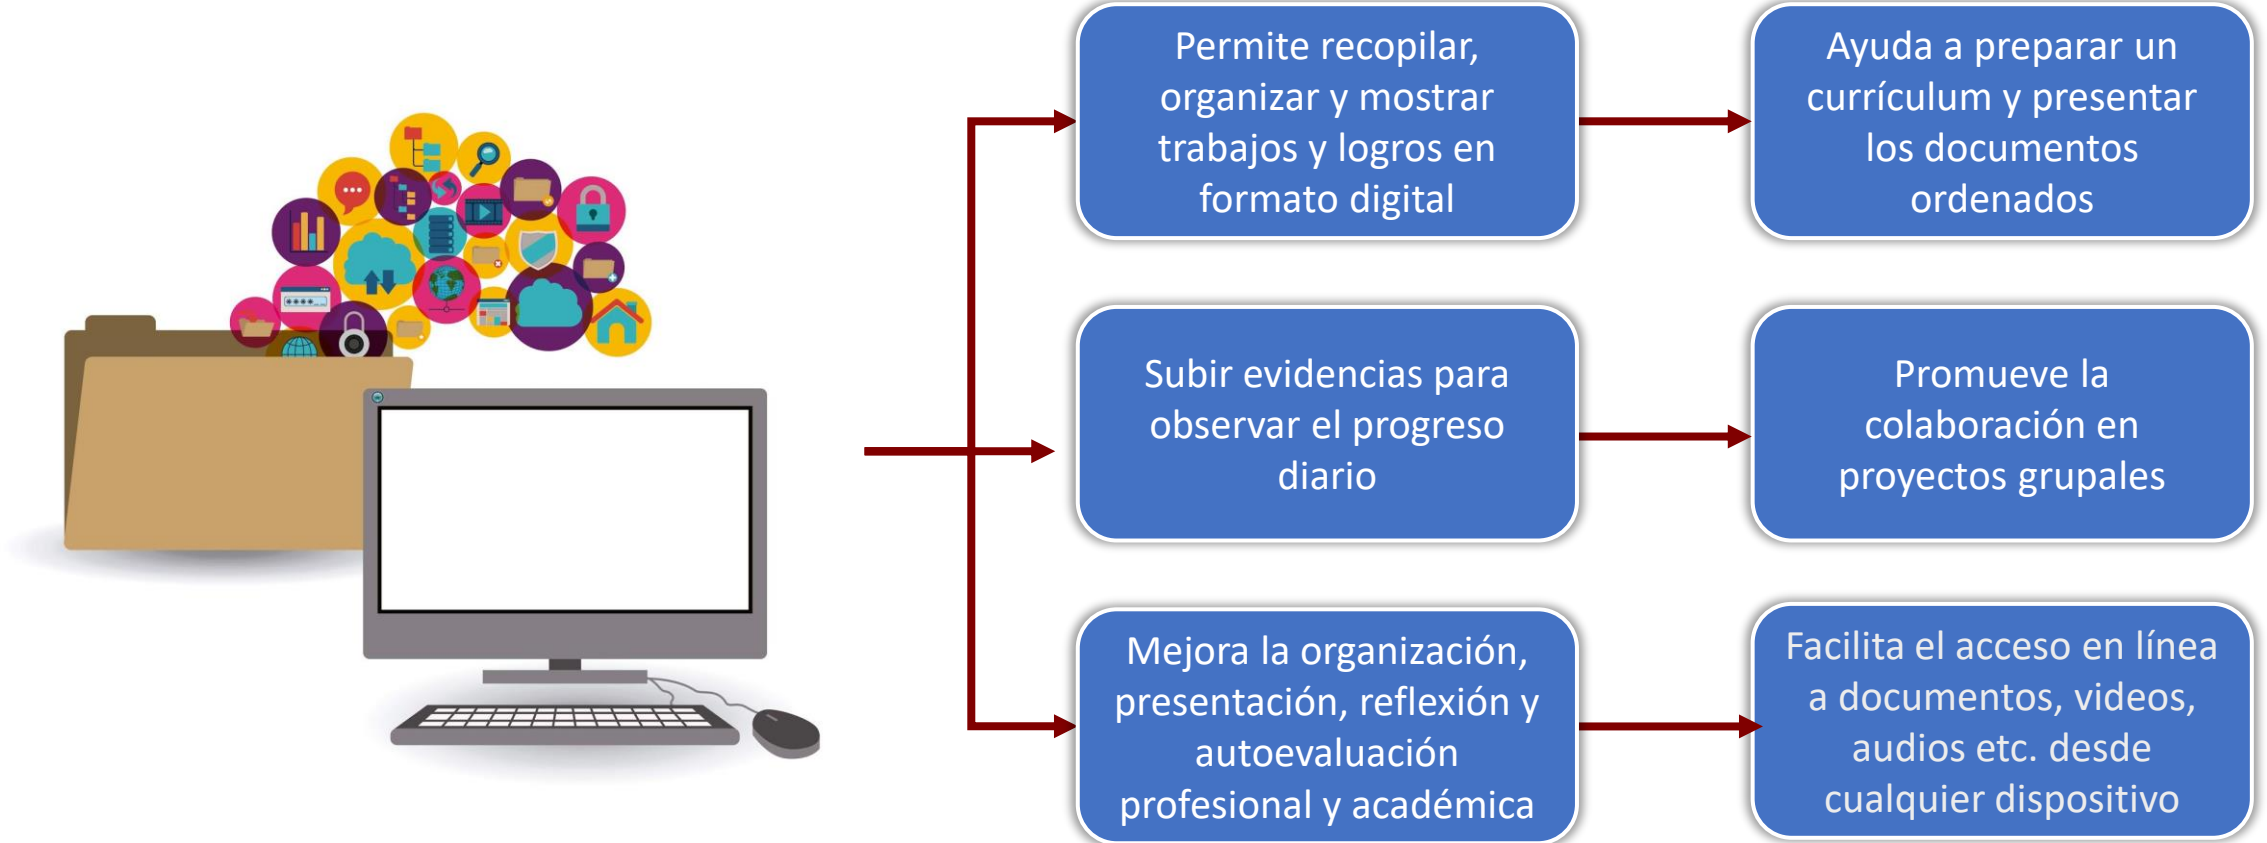 Permite recopilar,
organizar y mostrar
trabajos y logros en
formato digital
Ayuda a preparar un
currículum y presentar
los documentos
ordenados
Subir evidencias para
observar el progreso
diario
Promueve la
colaboración en
proyectos grupales
Mejora la organización,
presentación, reflexión y
autoevaluación
profesional y académica
Facilita el acceso en línea
a documentos, videos,
audios etc. desde
cualquier dispositivo